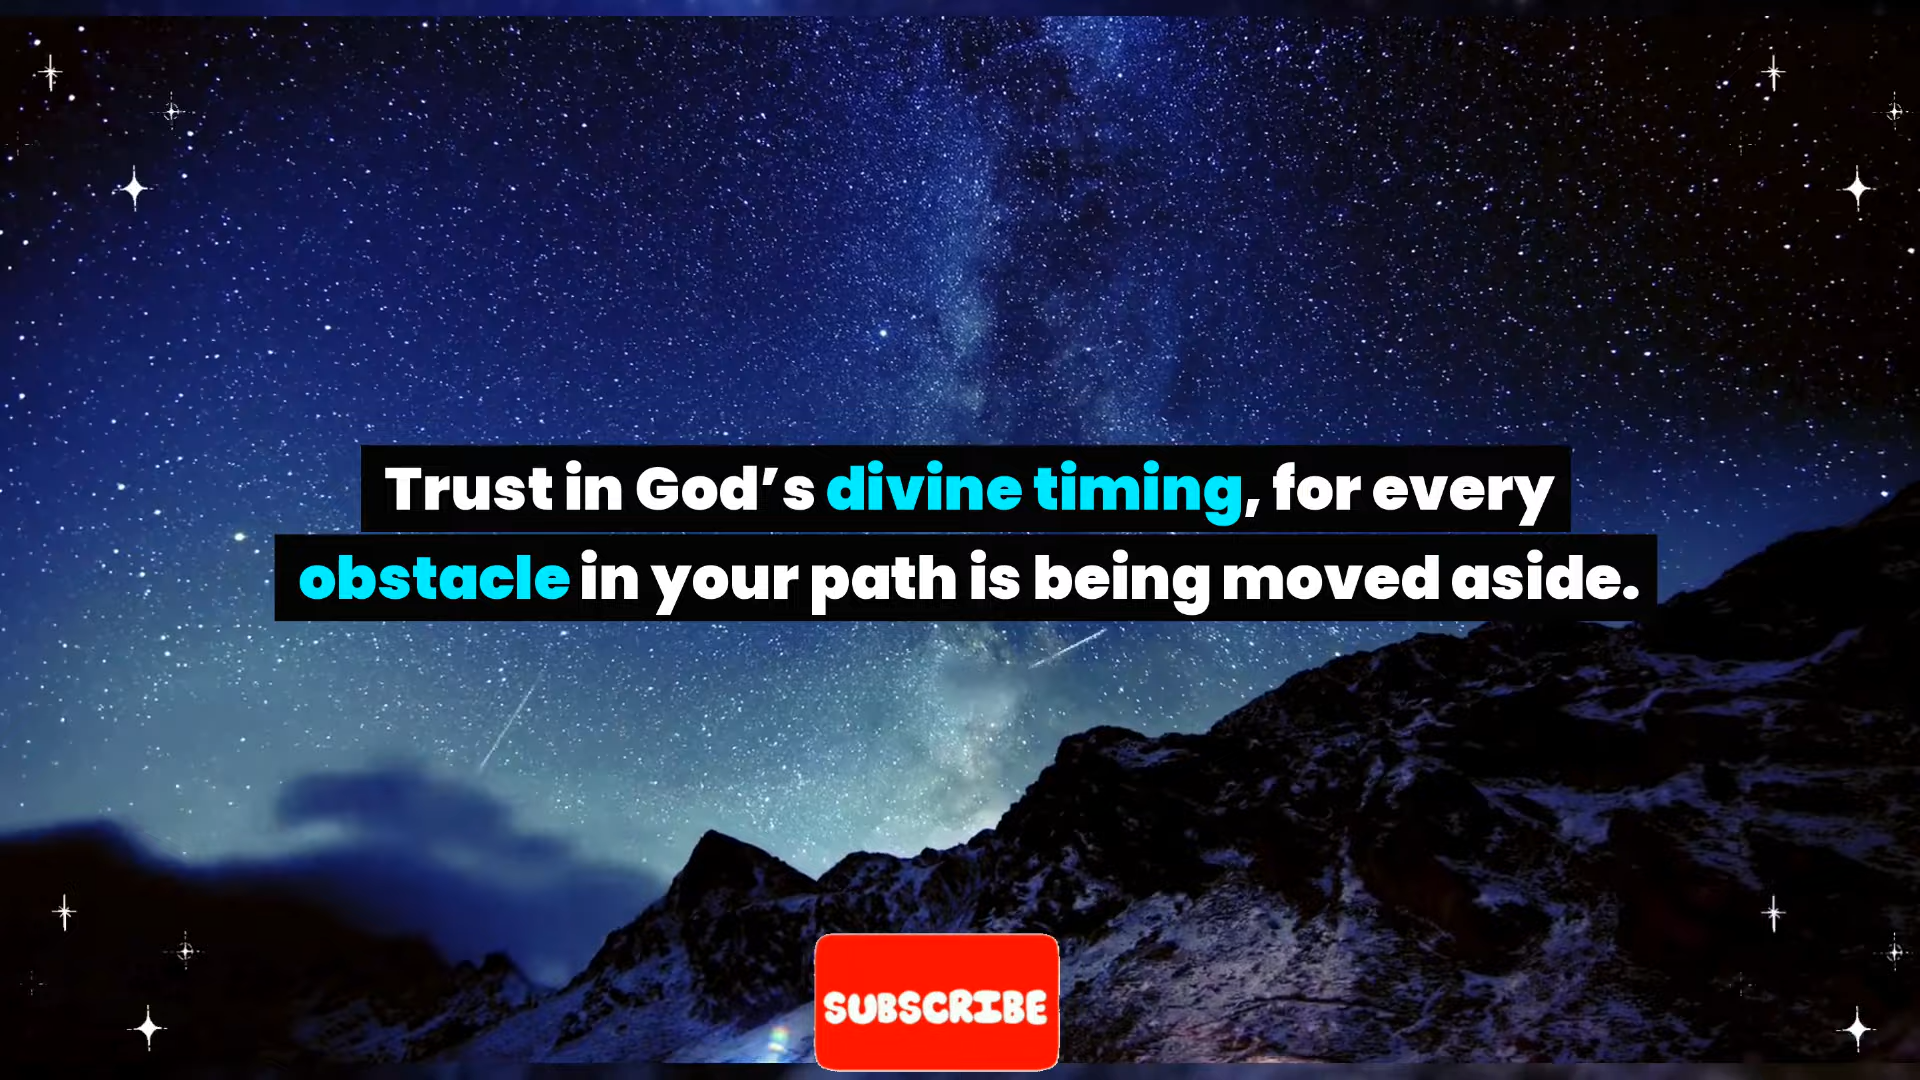 Trust in God’s divine timing, for every
obstacle in your path is being moved aside.
SUBSCRIBE